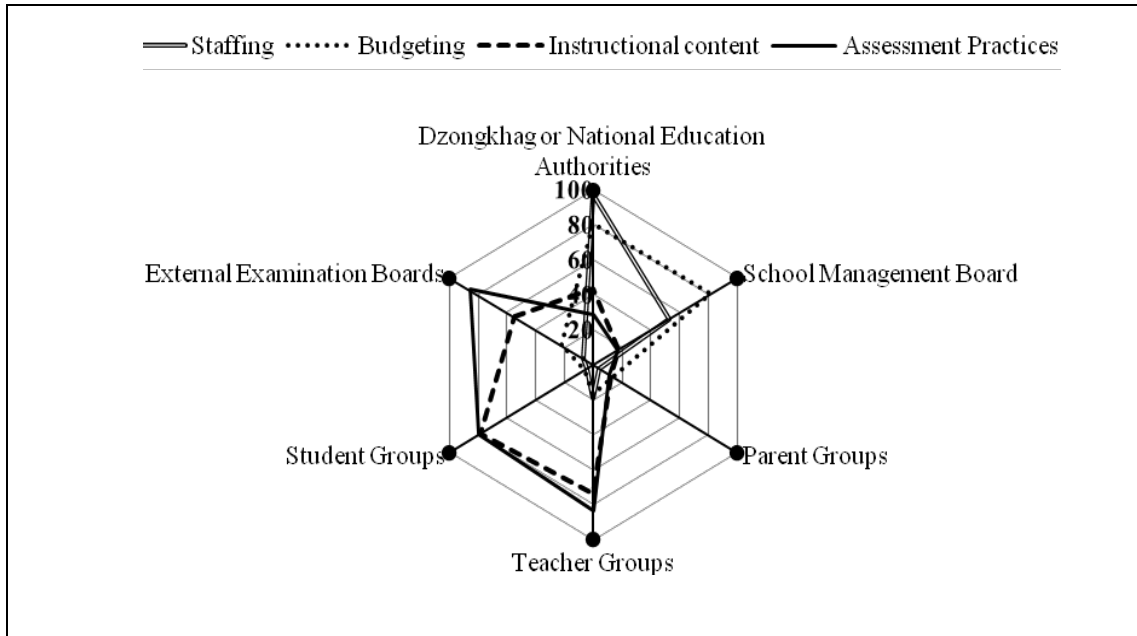 Staffing Budgeting Instructional content Assessment Practices
Dzongkhag or National Education
Authorities
100
80
60
40
20
External Examination Boards
School Management Board
Student Groups
Parent Groups
Teacher Groups